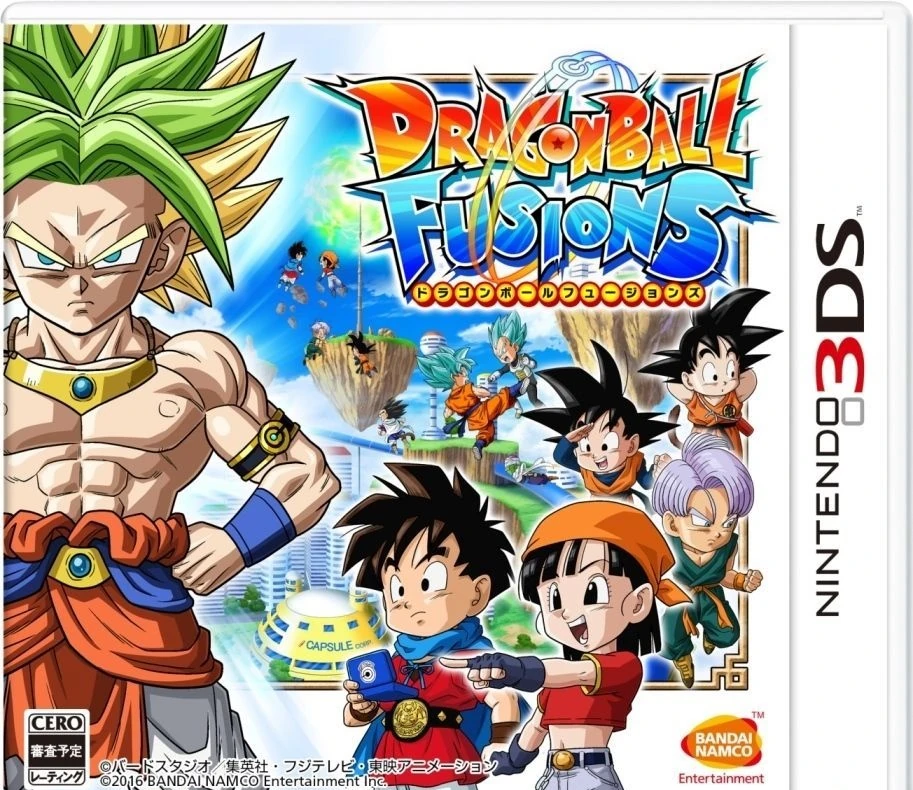 DRAGONBALL
FUSIONS
ドラゴンボールフュージョンズ
NINTENDO3DS™
CAPSULE CORP.
CERO
審査予定
レーティング
©バードスタジオ/集英社・フジテレビ・東映アニメーション
©2016 BANDAI NAMCO Entertainment Inc.
BANDAI
NAMCO
TM
Entertainment